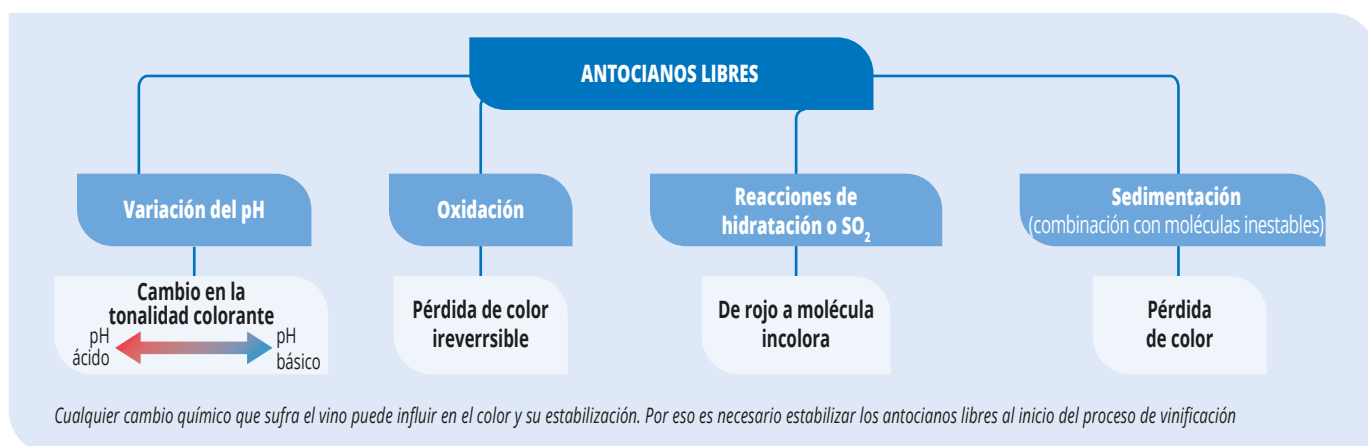 ANTOCIANOS LIBRES
Variación del pH
Oxidación
Reacciones de
hidratación o SO₂
Sedimentación
(combinación con moléculas inestables)
Cambio en la
tonalidad colorante
pH
ácido
pH
básico
Pérdida de color
ireverrsible
De rojo a molécula
incolora
Pérdida
de color
Cualquier cambio químico que sufra el vino puede influir en el color y su estabilización. Por eso es necesario estabilizar los antocianos libres al inicio del proceso de vinificación